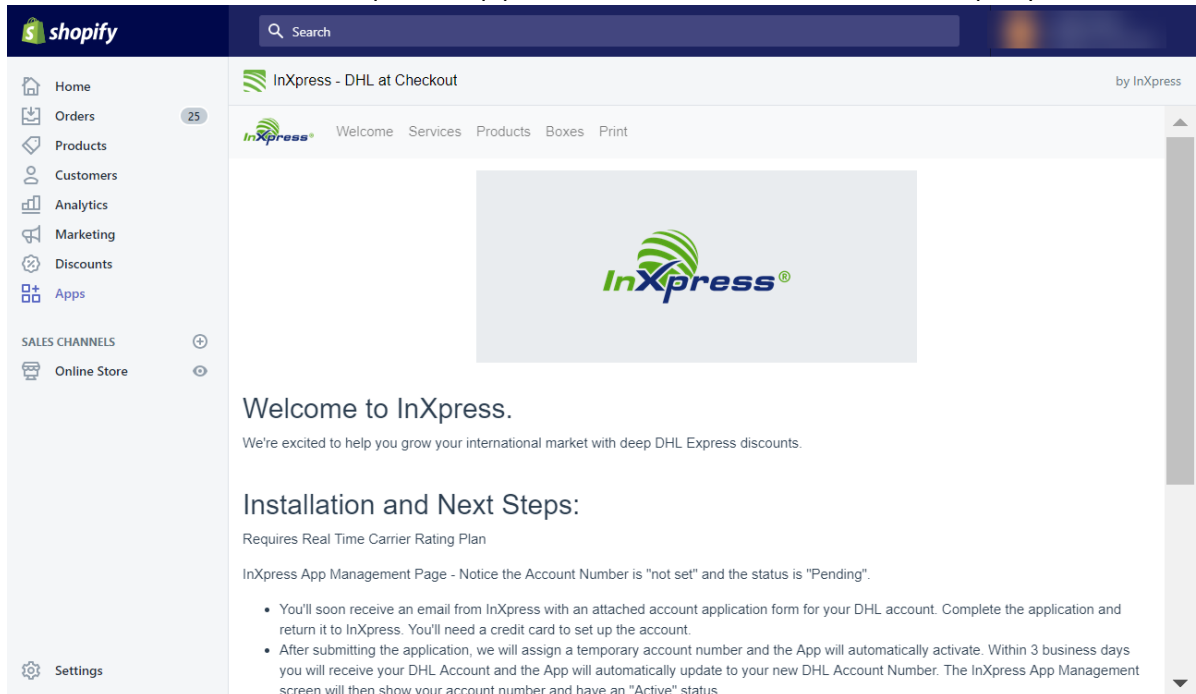 shopify
Search
Home
Orders 25
Products
Customers
Analytics
Marketing
Discounts
Apps
SALES CHANNELS
Online Store
Settings
InXpress - DHL at Checkout
by InXpress
InXpress® Welcome Services Products Boxes Print
InXpress®
Welcome to InXpress.
We're excited to help you grow your international market with deep DHL Express discounts.
Installation and Next Steps:
Requires Real Time Carrier Rating Plan
InXpress App Management Page - Notice the Account Number is "not set" and the status is "Pending".
• You'll soon receive an email from InXpress with an attached account application form for your DHL account. Complete the application and
return it to InXpress. You'll need a credit card to set up the account.
• After submitting the application, we will assign a temporary account number and the App will automatically activate. Within 3 business days
you will receive your DHL Account and the App will automatically update to your new DHL Account Number. The InXpress App Management
screen will then show your account number and have an "Active" status